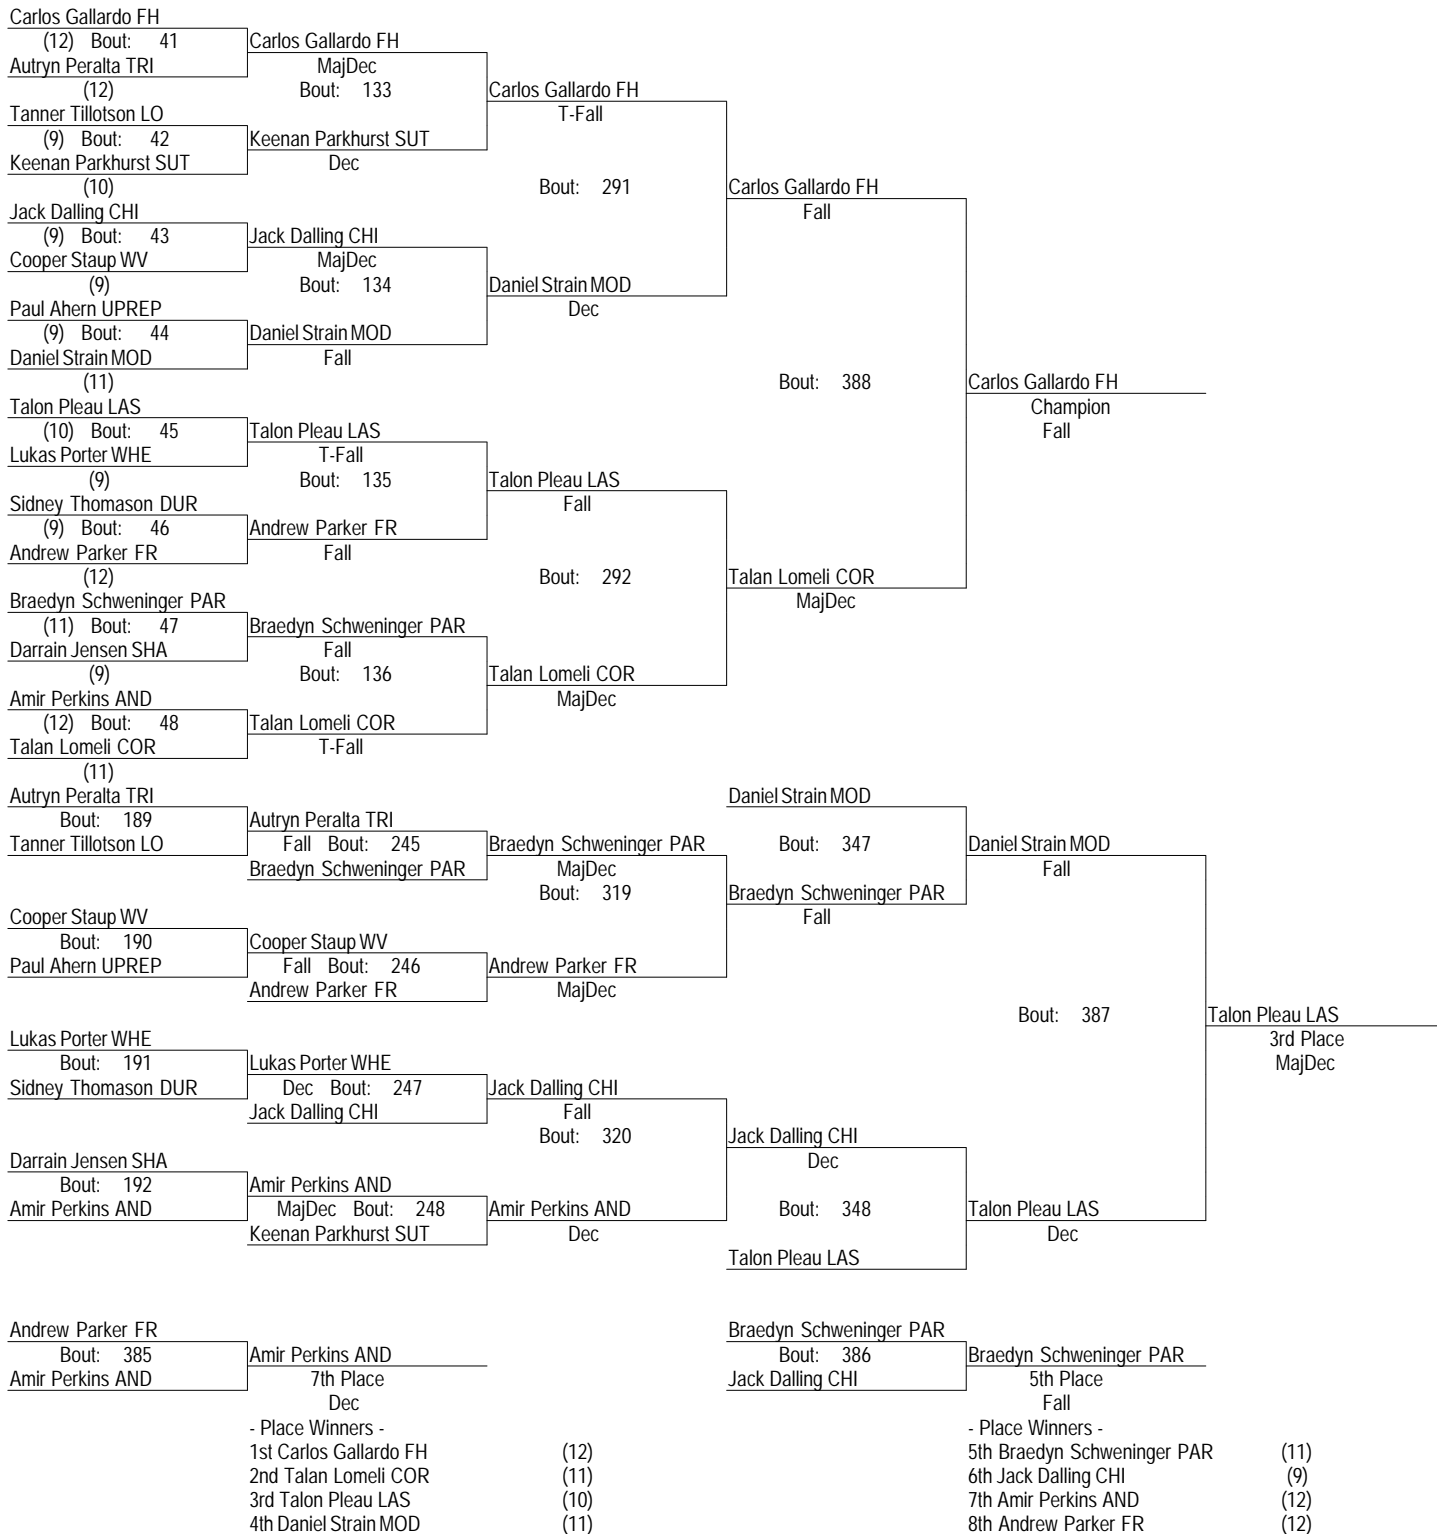 Carlos Gallardo FH
(12) Bout: 41 Carlos Gallardo FH
Autryn Peralta TRI MajDec
(12) Bout: 133 Carlos Gallardo FH
Tanner Tillotson LO T-Fall
(9) Bout: 42 Keenan Parkhurst SUT
Keenan Parkhurst SUT Dec
(10) Bout: 291 Carlos Gallardo FH
Jack Dalling CHI Fall
(9) Bout: 43 Jack Dalling CHI
Cooper Staup WV MajDec
(9) Bout: 134 Daniel Strain MOD
Paul Ahern UPREP Dec
(9) Bout: 44 Daniel Strain MOD
Daniel Strain MOD Fall
(11) Bout: 388 Carlos Gallardo FH
Talon Pleau LAS Champion
(10) Bout: 45 Talon Pleau LAS Fall
Lukas Porter WHE T-Fall
(9) Bout: 135 Talon Pleau LAS
Sidney Thomason DUR Fall
(9) Bout: 46 Andrew Parker FR
Andrew Parker FR Fall
(12) Bout: 292 Talan Lomeli COR
Braedyn Schweninger PAR MajDec
(11) Bout: 47 Braedyn Schweninger PAR
Darrain Jensen SHA Fall
(9) Bout: 136 Talan Lomeli COR
Amir Perkins AND MajDec
(12) Bout: 48 Talan Lomeli COR
Talan Lomeli COR T-Fall
(11)
Autryn Peralta TRI Daniel Strain MOD
Bout: 189 Autryn Peralta TRI
Tanner Tillotson LO Fall Bout: 245 Braedyn Schweninger PAR Bout: 347 Daniel Strain MOD
Braedyn Schweninger PAR MajDec Fall
Bout: 319 Braedyn Schweninger PAR
Cooper Staup WV Fall
Bout: 190 Cooper Staup WV
Paul Ahern UPREP Fall Bout: 246 Andrew Parker FR
Andrew Parker FR MajDec
Bout: 387 Talon Pleau LAS
Lukas Porter WHE 3rd Place
Bout: 191 Lukas Porter WHE MajDec
Sidney Thomason DUR Dec Bout: 247 Jack Dalling CHI
Jack Dalling CHI Fall
Bout: 320 Jack Dalling CHI
Darrain Jensen SHA Dec
Bout: 192 Amir Perkins AND
Amir Perkins AND MajDec Bout: 248 Amir Perkins AND Bout: 348 Talon Pleau LAS
Keenan Parkhurst SUT Dec Dec
Talon Pleau LAS
Andrew Parker FR Braedyn Schweninger PAR
Bout: 385 Amir Perkins AND Bout: 386 Braedyn Schweninger PAR
Amir Perkins AND 7th Place Jack Dalling CHI 5th Place
Dec Fall
- Place Winners - - Place Winners -
1st Carlos Gallardo FH (12) 5th Braedyn Schweninger PAR (11)
2nd Talan Lomeli COR (11) 6th Jack Dalling CHI (9)
3rd Talon Pleau LAS (10) 7th Amir Perkins AND (12)
4th Daniel Strain MOD (11) 8th Andrew Parker FR (12)